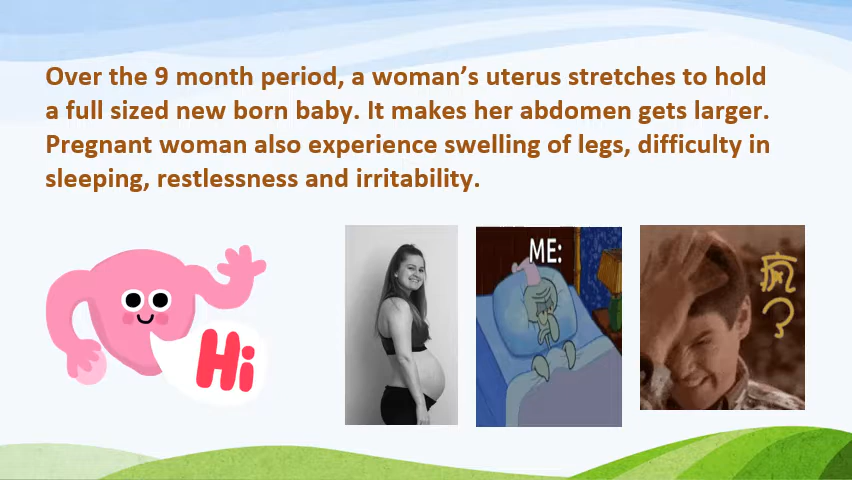 Over the 9 month period, a woman’s uterus stretches to hold
a full sized new born baby. It makes her abdomen gets larger.
Pregnant woman also experience swelling of legs, difficulty in
sleeping, restlessness and irritability.
Hi
ME:
疯
?